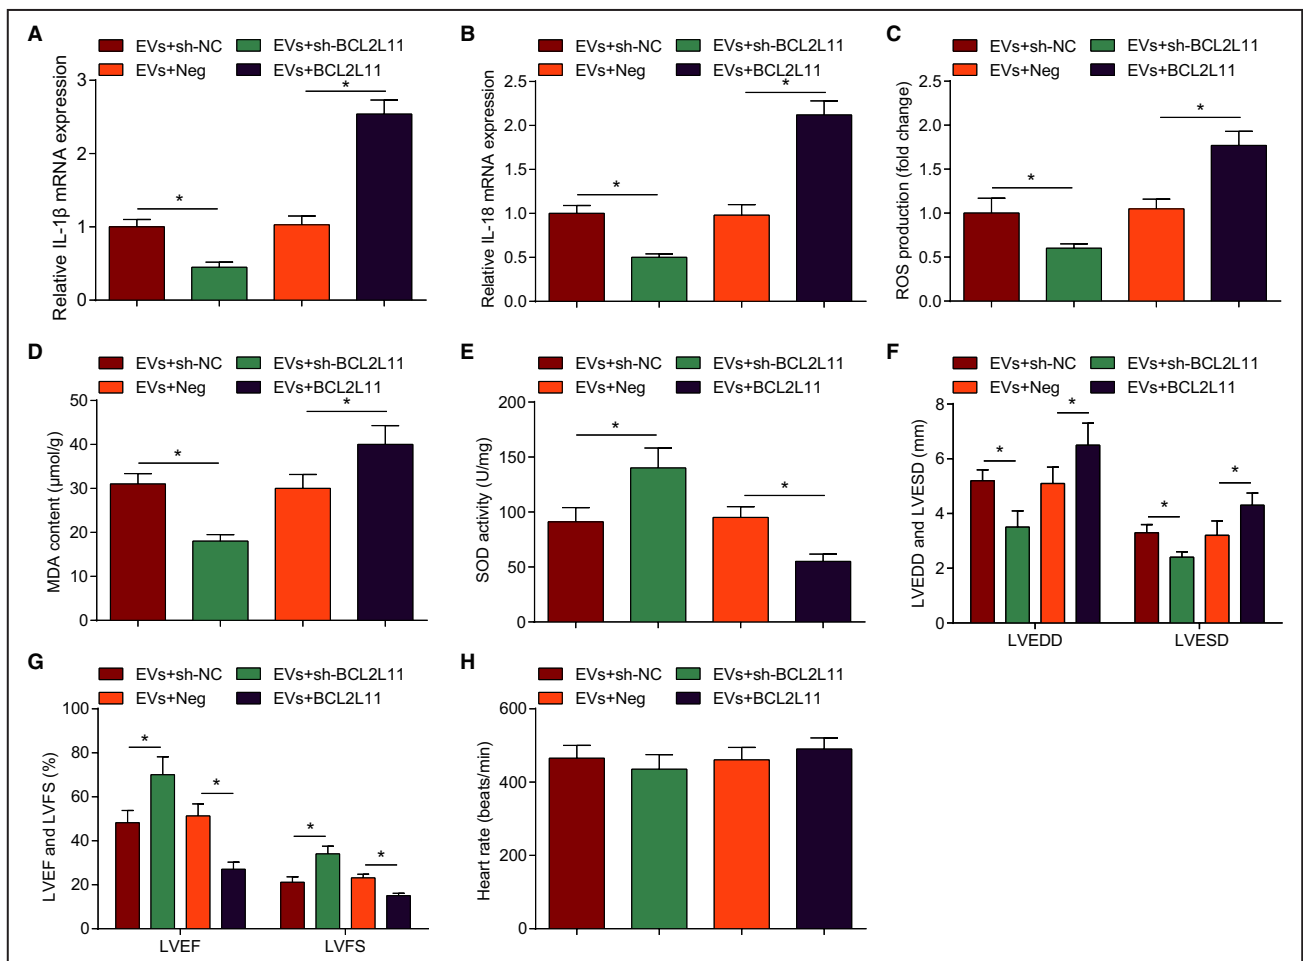 A
EVs+sh-NC EVs+sh-BCL2L11
EVs+Neg EVs+BCL2L11
Relative IL-1β mRNA expression
3
2
1
0
*
*
B
EVs+sh-NC EVs+sh-BCL2L11
EVs+Neg EVs+BCL2L11
Relative IL-18 mRNA expression
2.5
2.0
1.5
1.0
0.5
0.0
*
*
C
EVs+sh-NC EVs+sh-BCL2L11
EVs+Neg EVs+BCL2L11
ROS production (fold change)
2.5
2.0
1.5
1.0
0.5
0.0
*
*
D
EVs+sh-NC EVs+sh-BCL2L11
EVs+Neg EVs+BCL2L11
MDA content (μmol/g)
50
40
30
20
10
0
*
*
E
EVs+sh-NC EVs+sh-BCL2L11
EVs+Neg EVs+BCL2L11
SOD activity (U/mg)
200
150
100
50
0
*
*
F
EVs+sh-NC EVs+sh-BCL2L11
EVs+Neg EVs+BCL2L11
LVEDD and LVESD (mm)
8
6
4
2
0
*
*
*
*
LVEDD LVESD
G
EVs+sh-NC EVs+sh-BCL2L11
EVs+Neg EVs+BCL2L11
LVEF and LVFS (%)
100
80
60
40
20
0
*
*
*
*
LVEF LVFS
H
EVs+sh-NC EVs+sh-BCL2L11
EVs+Neg EVs+BCL2L11
Heart rate (beats/min)
600
400
200
0